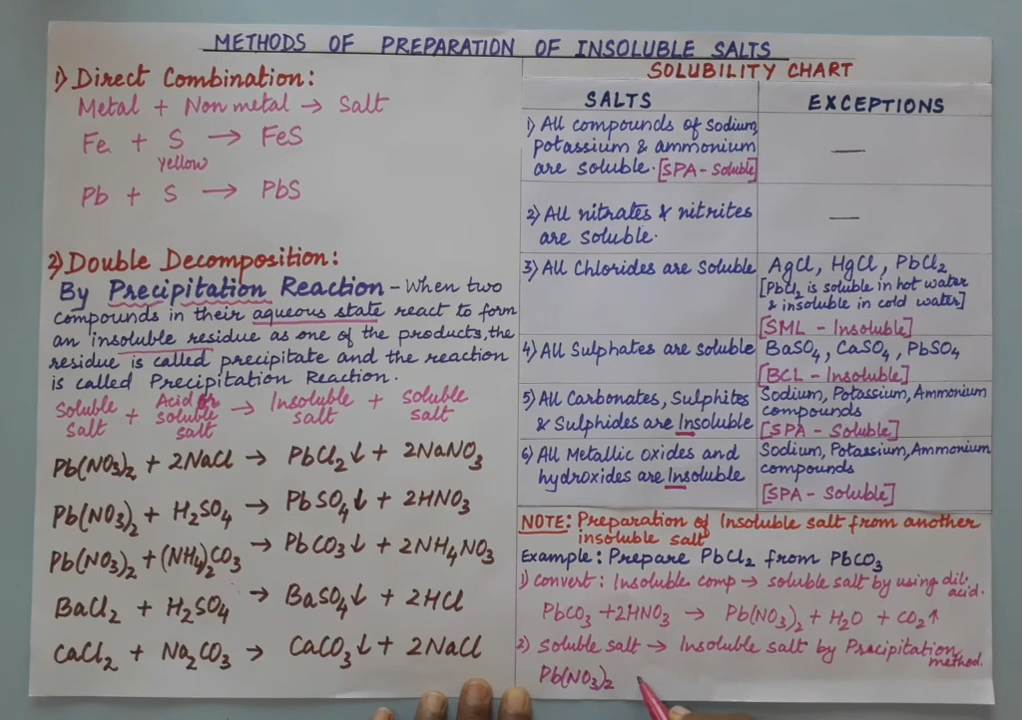 METHODS OF PREPARATION OF INSOLUBLE SALTS
1) Direct Combination:
Metal + Non metal → Salt
Fe + S → FeS
yellow
Pb + S → PbS
2) Double Decomposition:
By Precipitation Reaction - When two
compounds in their aqueous state react to form
an insoluble residue as one of the products, the
residue is called precipitate and the reaction
is called Precipitation Reaction.
Soluble salt + Acid or soluble salt → Insoluble salt + soluble salt
Pb(NO₃)₂ + 2NaCl → PbCl₂↓ + 2NaNO₃
Pb(NO₃)₂ + H₂SO₄ → PbSO₄↓ + 2HNO₃
Pb(NO₃)₂ + (NH₄)₂CO₃ → PbCO₃↓ + 2NH₄NO₃
BaCl₂ + H₂SO₄ → BaSO₄↓ + 2HCl
CaCl₂ + Na₂CO₃ → CaCO₃↓ + 2NaCl
SOLUBILITY CHART
SALTS
EXCEPTIONS
1) All compounds of Sodium,
potassium & ammonium
are soluble. [SPA - Soluble]
—
2) All nitrates & nitrites
are soluble.
—
3) All Chlorides are Soluble
AgCl, HgCl, PbCl₂
[PbCl₂ is soluble in hot water
& insoluble in cold water]
[SML - Insoluble]
4) All Sulphates are soluble
BaSO₄, CaSO₄, PbSO₄
[BCL - Insoluble]
5) All Carbonates, Sulphites
& Sulphides are Insoluble
Sodium, Potassium, Ammonium
compounds
[SPA - Soluble]
6) All Metallic oxides and
hydroxides are Insoluble
Sodium, Potassium, Ammonium
compounds
[SPA - Soluble]
NOTE: Preparation of Insoluble salt from another
insoluble salt
Example: Prepare PbCl₂ from PbCO₃
1) Convert: Insoluble comp → soluble salt by using dil.
acid.
PbCO₃ + 2HNO₃ → Pb(NO₃)₂ + H₂O + CO₂↑
2) Soluble salt → Insoluble salt by Precipitation
method.
Pb(NO₃)₂